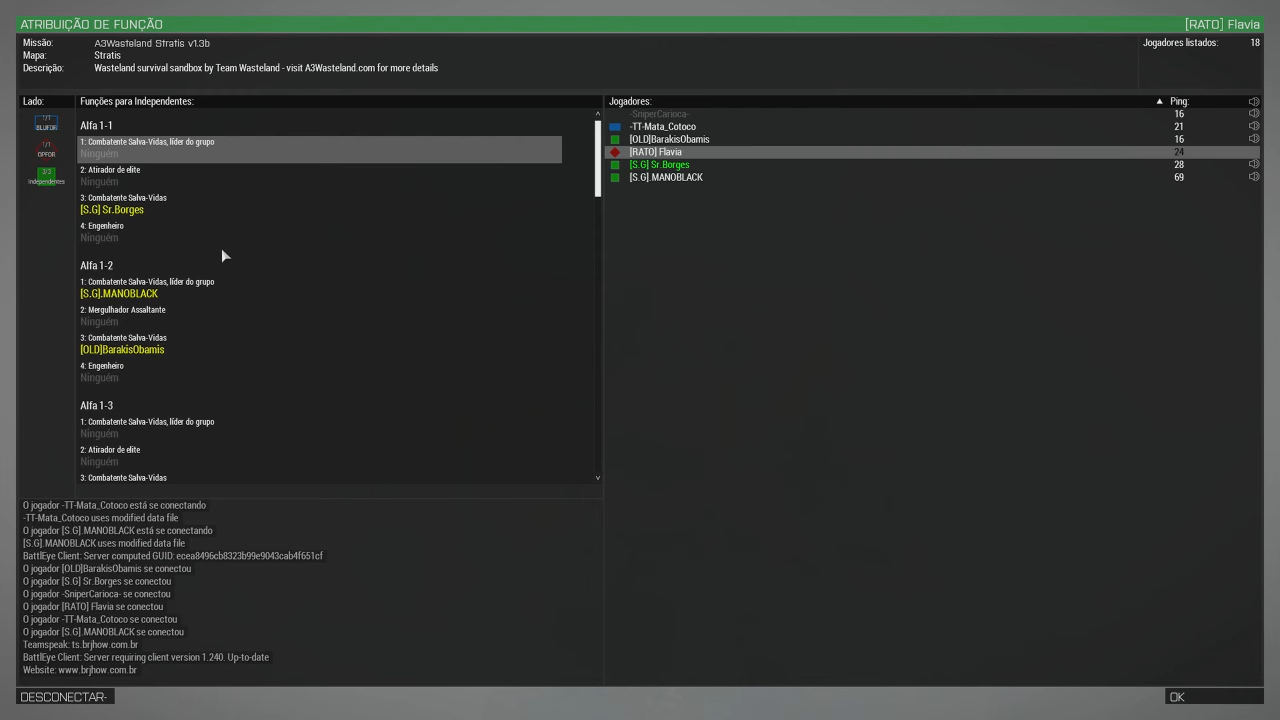 ATRIBUIÇÃO DE FUNÇÃO [RATO] Flavia
Missão: A3Wasteland Stratis v1.3b Jogadores listados: 18
Mapa: Stratis
Descrição: Wasteland survival sandbox by Team Wasteland - visit A3Wasteland.com for more details
Lado:
1/1
BLUFOR
1/1
OPFOR
3/3
Independentes
Funções para Independentes:
Alfa 1-1
1: Combatente Salva-Vidas, líder do grupo
Ninguém
2: Atirador de elite
Ninguém
3: Combatente Salva-Vidas
[S.G] Sr.Borges
4: Engenheiro
Ninguém
Alfa 1-2
1: Combatente Salva-Vidas, líder do grupo
[S.G].MANOBLACK
2: Mergulhador Assaltante
Ninguém
3: Combatente Salva-Vidas
[OLD]BarakisObamis
4: Engenheiro
Ninguém
Alfa 1-3
1: Combatente Salva-Vidas, líder do grupo
Ninguém
2: Atirador de elite
Ninguém
3: Combatente Salva-Vidas
Jogadores: Ping:
-SniperCarioca- 16
-TT-Mata_Cotoco 21
[OLD]BarakisObamis 16
[RATO] Flavia 24
[S.G] Sr.Borges 28
[S.G].MANOBLACK 69
O jogador -TT-Mata_Cotoco está se conectando
-TT-Mata_Cotoco uses modified data file
O jogador [S.G].MANOBLACK está se conectando
[S.G].MANOBLACK uses modified data file
BattlEye Client: Server computed GUID: ecea8496cb8323b99e9043cab4f651cf
O jogador [OLD]BarakisObamis se conectou
O jogador [S.G] Sr.Borges se conectou
O jogador -SniperCarioca- se conectou
O jogador [RATO] Flavia se conectou
O jogador -TT-Mata_Cotoco se conectou
O jogador [S.G].MANOBLACK se conectou
Teamspeak: ts.brjhow.com.br
BattlEye Client: Server requiring client version 1.240. Up-to-date
Website: www.brjhow.com.br
DESCONECTAR- OK